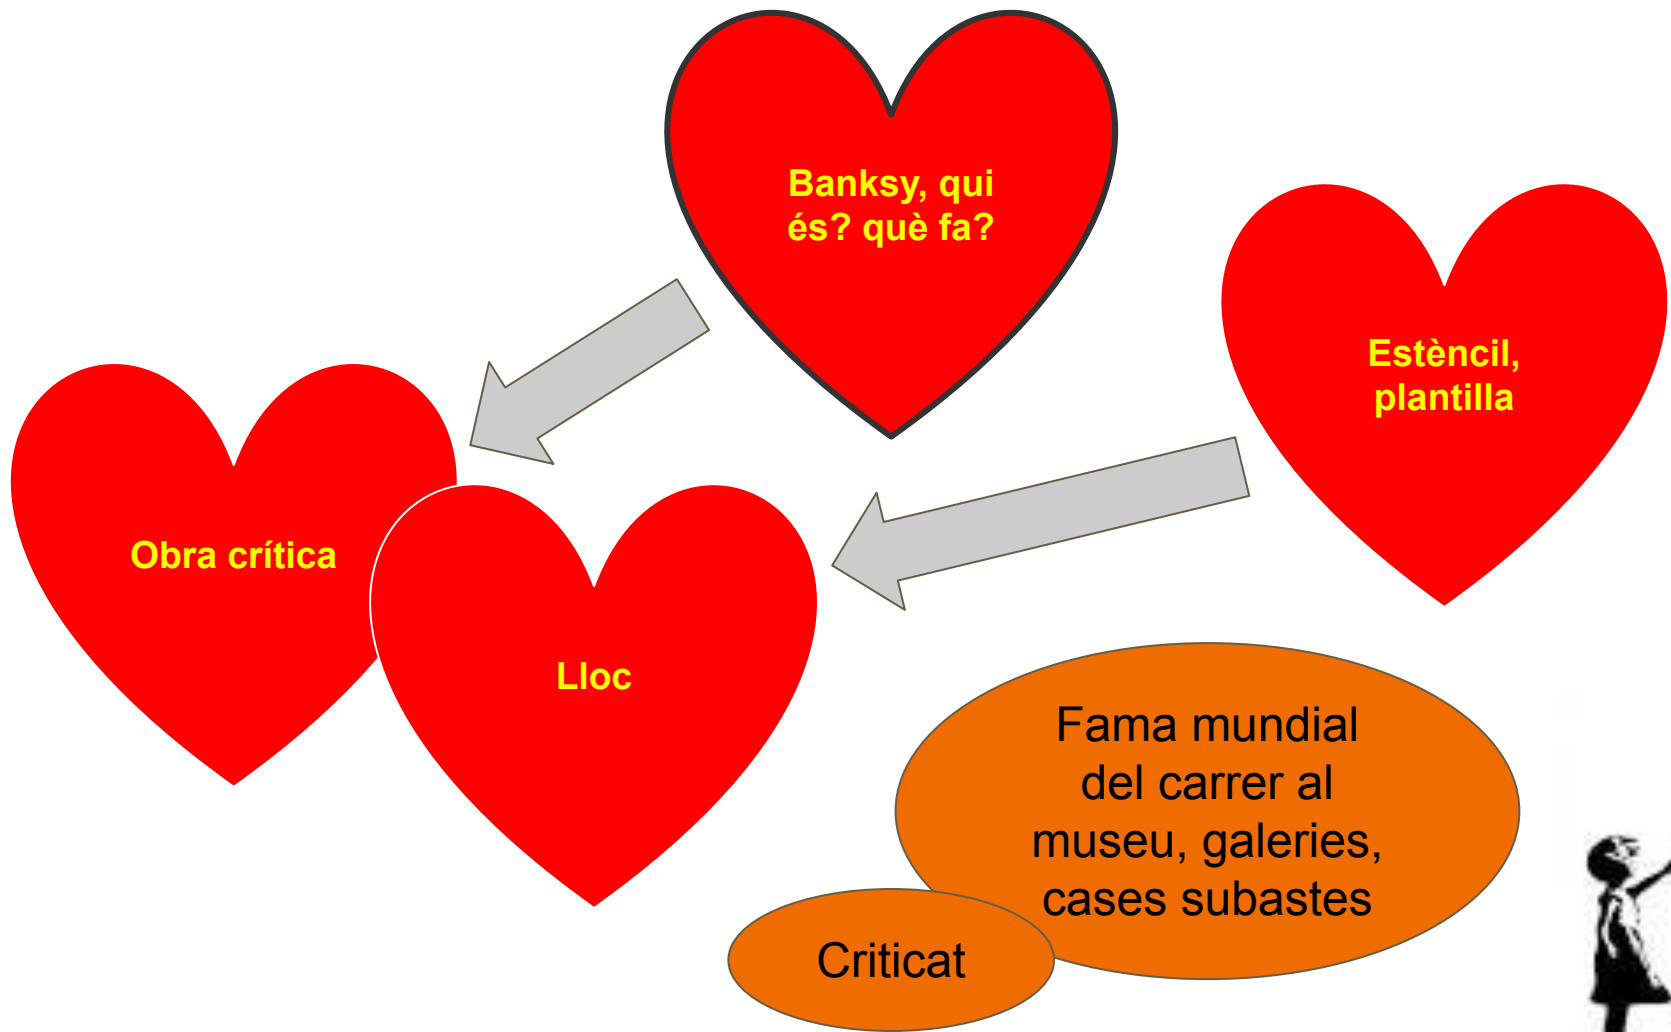 Banksy, qui
és? què fa?
Estèncil,
plantilla
Obra crítica
Lloc
Fama mundial
del carrer al
museu, galeries,
cases subastes
Criticat